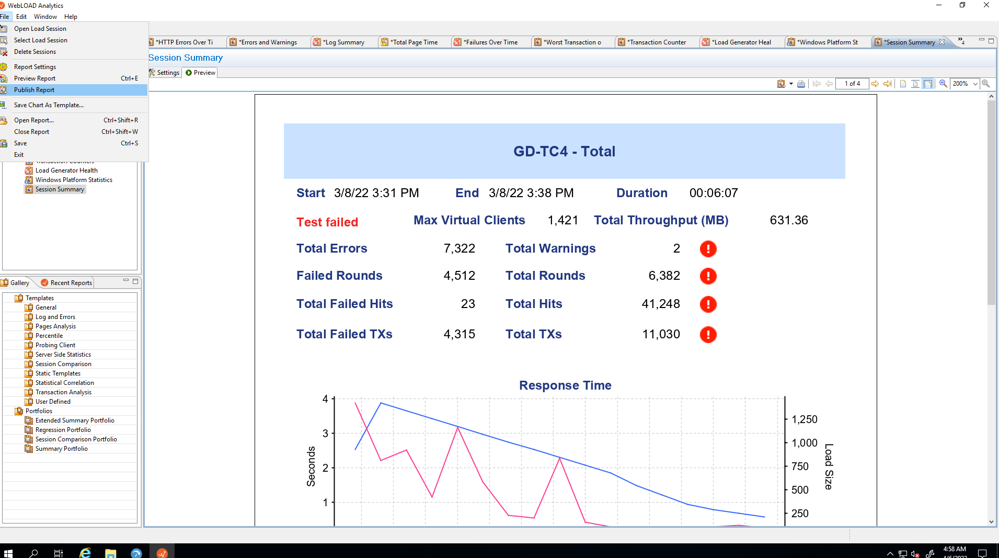 WebLOAD Analytics
File Edit Window Help
Open Load Session
Select Load Session
Delete Sessions
Report Settings
Preview Report Ctrl+E
Publish Report
Save Chart As Template...
Open Report... Ctrl+Shift+R
Close Report Ctrl+Shift+W
Save Ctrl+S
Exit
Transaction Counters
Load Generator Health
Windows Platform Statistics
Session Summary
Gallery Recent Reports
Templates
General
Log and Errors
Pages Analysis
Percentile
Probing Client
Server Side Statistics
Session Comparison
Static Templates
Statistical Correlation
Transaction Analysis
User Defined
Portfolios
Extended Summary Portfolio
Regression Portfolio
Session Comparison Portfolio
Summary Portfolio
*HTTP Errors Over Ti *Errors and Warnings *Log Summary *Total Page Time *Failures Over Time *Worst Transaction o *Transaction Counter *Load Generator Heal *Windows Platform St *Session Summary »4
Session Summary
Settings Preview
1 of 4 200%
GD-TC4 - Total
Start 3/8/22 3:31 PM End 3/8/22 3:38 PM Duration 00:06:07
Test failed Max Virtual Clients 1,421 Total Throughput (MB) 631.36
Total Errors 7,322 Total Warnings 2
Failed Rounds 4,512 Total Rounds 6,382
Total Failed Hits 23 Total Hits 41,248
Total Failed TXs 4,315 Total TXs 11,030
Response Time
4
3
2
1
Seconds
1,250
1,000
750
500
250
Load Size
4:58 AM